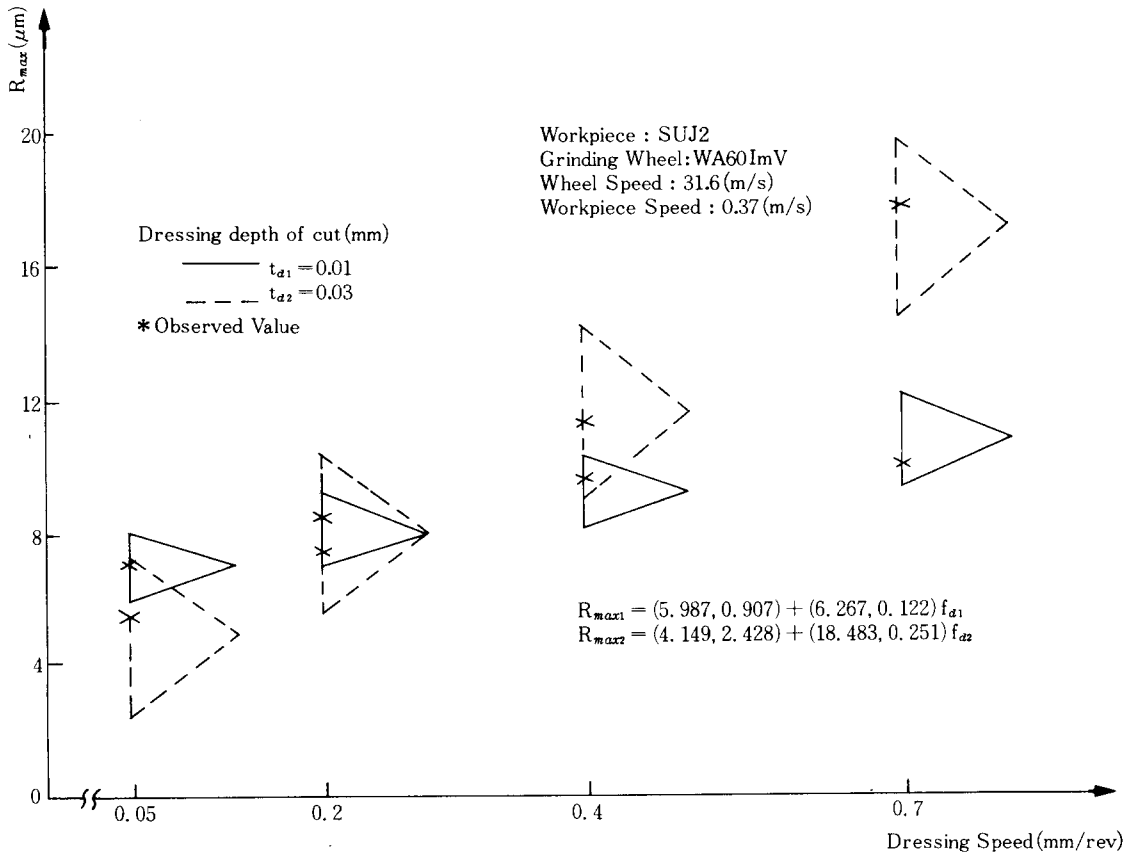 R_max (μm)
20
16
12
8
4
0
Workpiece : SUJ2
Grinding Wheel : WA60ImV
Wheel Speed : 31.6 (m/s)
Workpiece Speed : 0.37 (m/s)
Dressing depth of cut (mm)
t_d1 = 0.01
t_d2 = 0.03
* Observed Value
R_max1 = (5.987, 0.907) + (6.267, 0.122) f_d1
R_max2 = (4.149, 2.428) + (18.483, 0.251) f_d2
0.05 0.2 0.4 0.7
Dressing Speed (mm/rev)